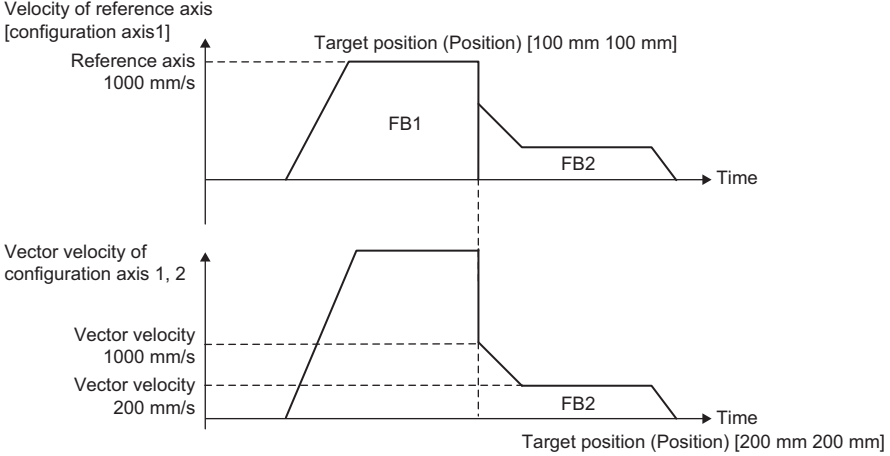 Velocity of reference axis
[configuration axis1]
Target position (Position) [100 mm 100 mm]
Reference axis
1000 mm/s
FB1
FB2
Time
Vector velocity of
configuration axis 1, 2
Vector velocity
1000 mm/s
Vector velocity
200 mm/s
FB2
Time
Target position (Position) [200 mm 200 mm]